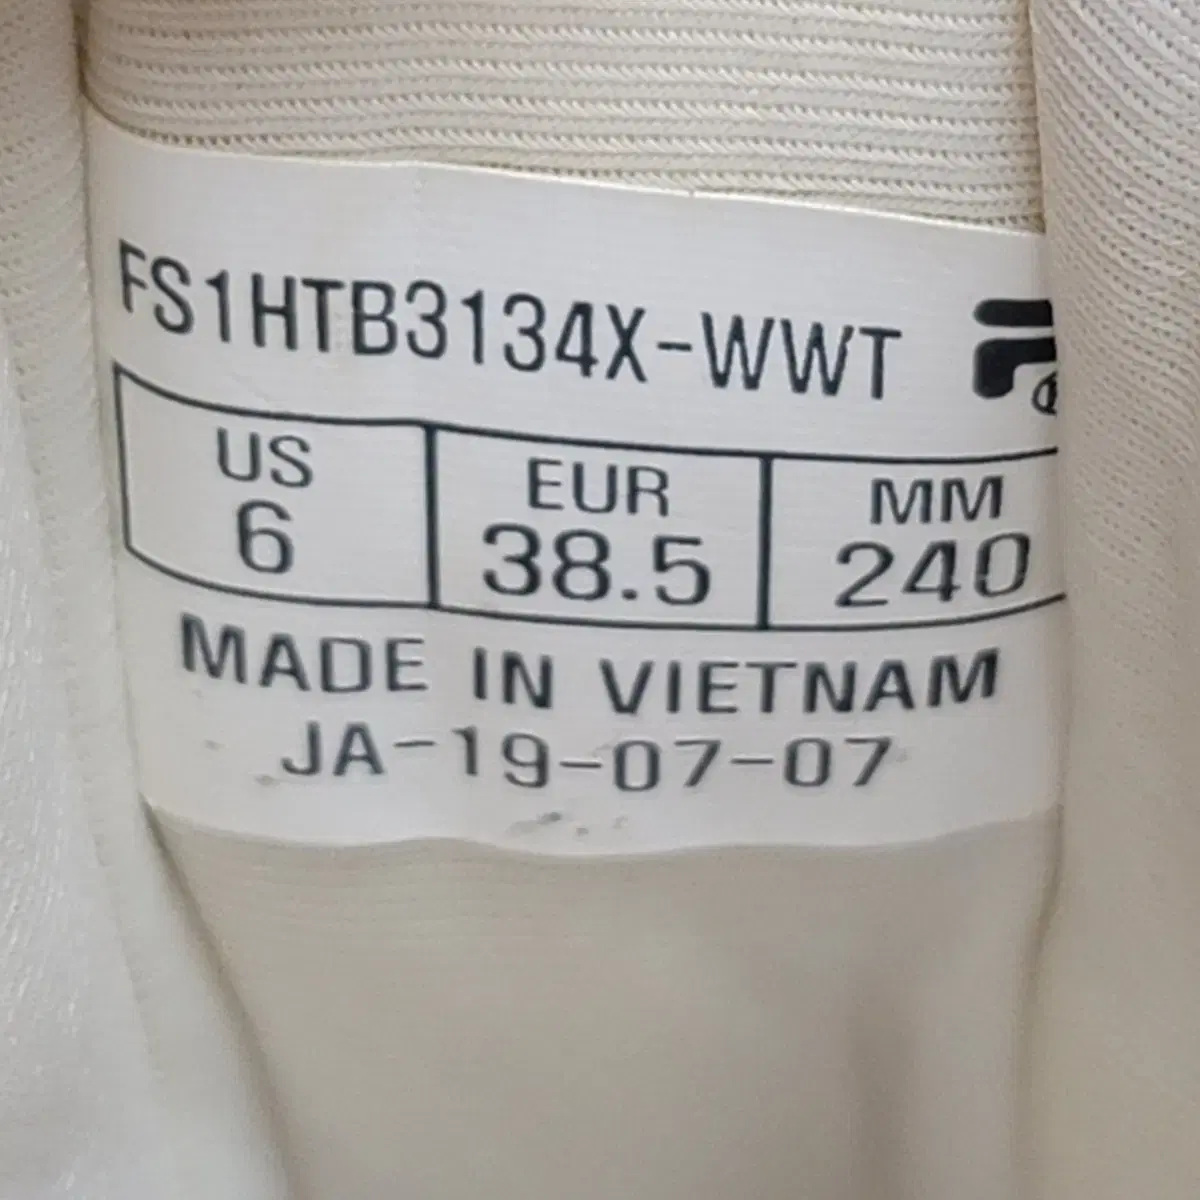 FS1HTB3134X-WWT
US EUR MM
6 38.5 240
MADE IN VIETNAM
JA-19-07-07